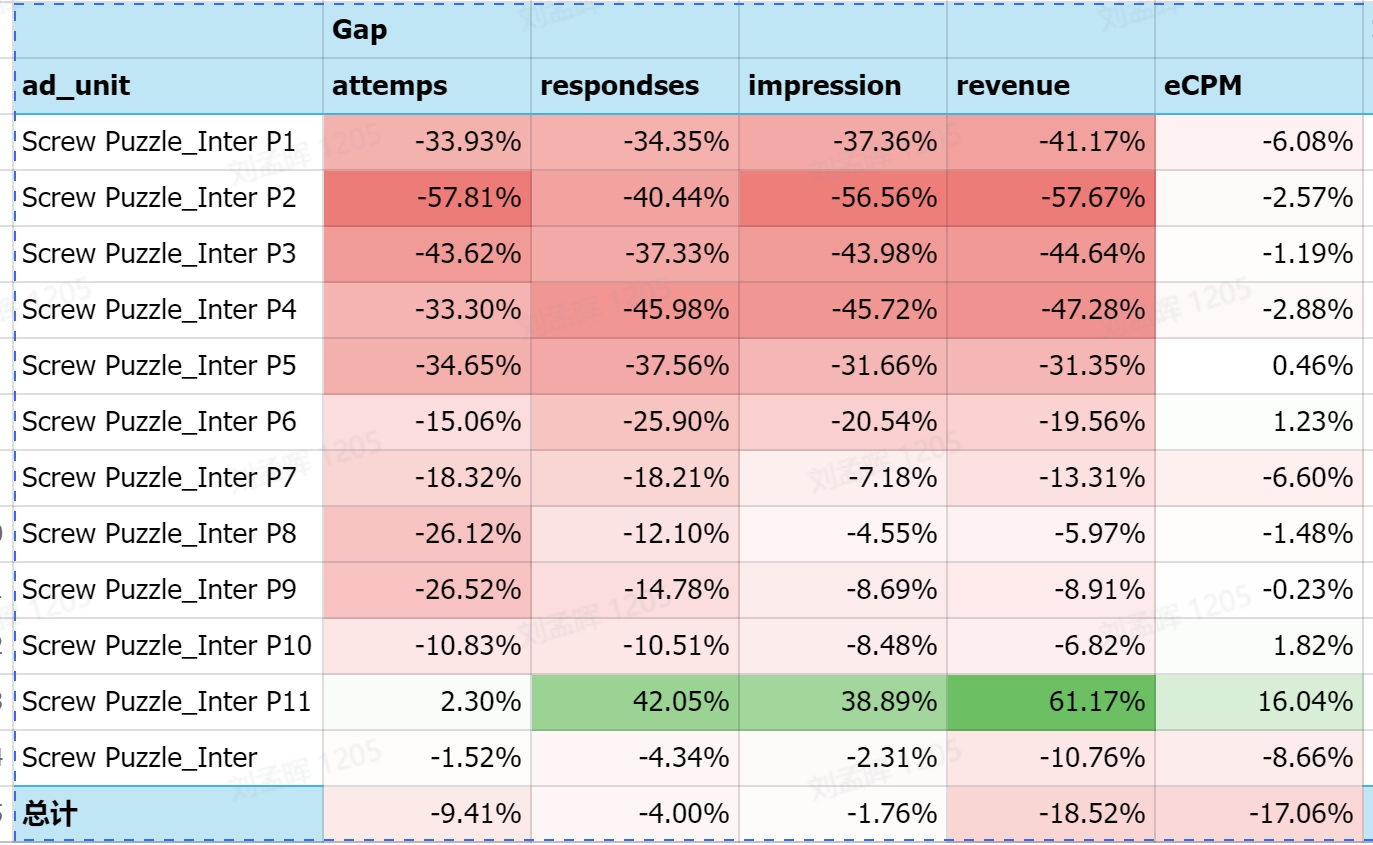 Gap
ad_unit attemps respondses impression revenue eCPM
Screw Puzzle_Inter P1 -33.93% -34.35% -37.36% -41.17% -6.08%
Screw Puzzle_Inter P2 -57.81% -40.44% -56.56% -57.67% -2.57%
Screw Puzzle_Inter P3 -43.62% -37.33% -43.98% -44.64% -1.19%
Screw Puzzle_Inter P4 -33.30% -45.98% -45.72% -47.28% -2.88%
Screw Puzzle_Inter P5 -34.65% -37.56% -31.66% -31.35% 0.46%
Screw Puzzle_Inter P6 -15.06% -25.90% -20.54% -19.56% 1.23%
Screw Puzzle_Inter P7 -18.32% -18.21% -7.18% -13.31% -6.60%
Screw Puzzle_Inter P8 -26.12% -12.10% -4.55% -5.97% -1.48%
Screw Puzzle_Inter P9 -26.52% -14.78% -8.69% -8.91% -0.23%
Screw Puzzle_Inter P10 -10.83% -10.51% -8.48% -6.82% 1.82%
Screw Puzzle_Inter P11 2.30% 42.05% 38.89% 61.17% 16.04%
Screw Puzzle_Inter -1.52% -4.34% -2.31% -10.76% -8.66%
总计 -9.41% -4.00% -1.76% -18.52% -17.06%
刘孟晖 1205